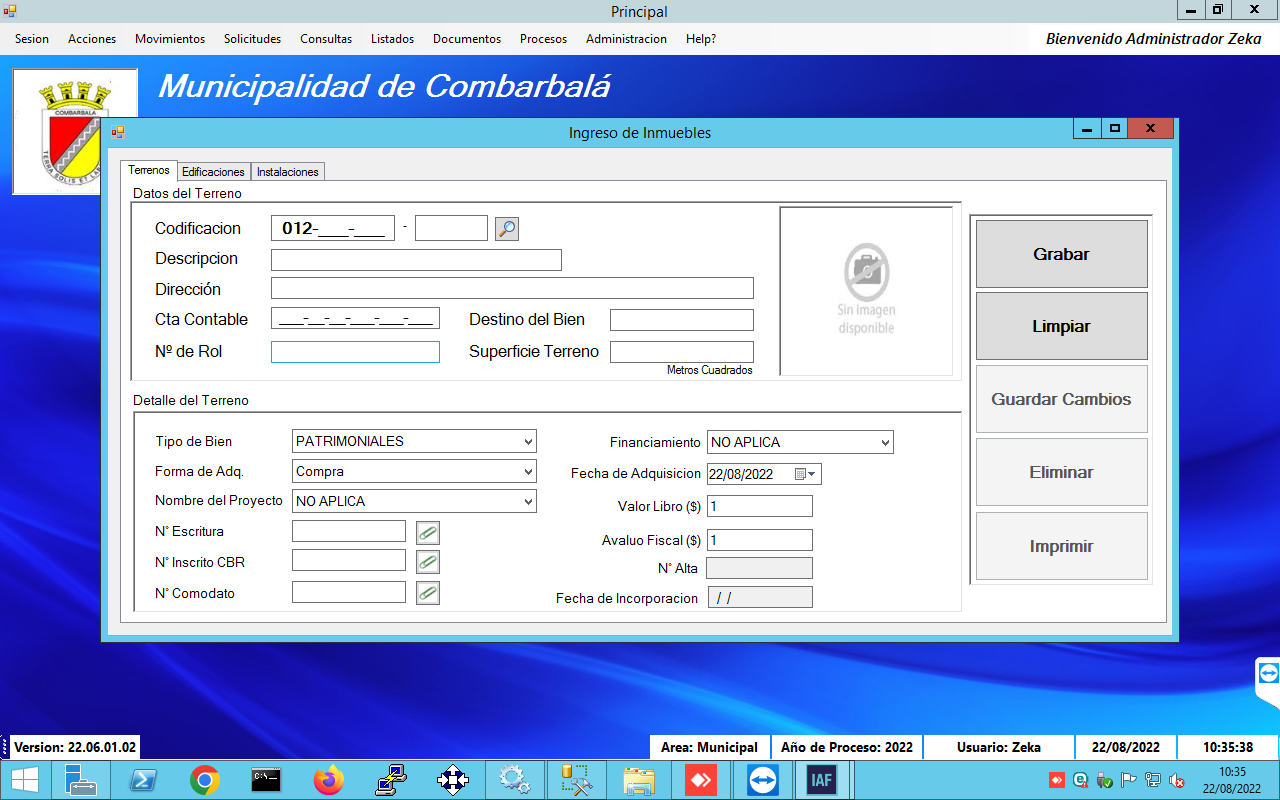 Principal
Sesion Acciones Movimientos Solicitudes Consultas Listados Documentos Procesos Administracion Help?
Bienvenido Administrador Zeka
Municipalidad de Combarbalá
COMBARBALA
Ingreso de Inmuebles
Terrenos Edificaciones Instalaciones
Datos del Terreno
Codificacion 012-___-___ -
Descripcion
Dirección
Cta Contable ___-__-__-___-___-___ Destino del Bien
Nº de Rol Superficie Terreno
Metros Cuadrados
Sin imagen
disponible
Grabar
Limpiar
Guardar Cambios
Eliminar
Imprimir
Detalle del Terreno
Tipo de Bien PATRIMONIALES Financiamiento NO APLICA
Forma de Adq. Compra Fecha de Adquisicion 22/08/2022
Nombre del Proyecto NO APLICA Valor Libro ($) 1
N° Escritura Avaluo Fiscal ($) 1
N° Inscrito CBR N° Alta
N° Comodato Fecha de Incorporacion / /
Version: 22.06.01.02 Area: Municipal Año de Proceso: 2022 Usuario: Zeka 22/08/2022 10:35:38
C:\_
IAF
10:35
22/08/2022